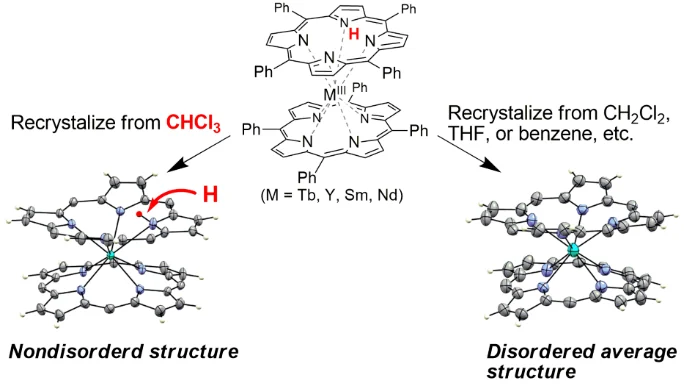 Ph
Ph
N
H
N
N
N
Ph
Ph
M^III
Ph
N
N
Ph
Ph
N
N
Ph
(M = Tb, Y, Sm, Nd)
Recrystalize from CHCl3
Recrystalize from CH2Cl2,
THF, or benzene, etc.
H
Nondisorderd structure
Disordered average
structure